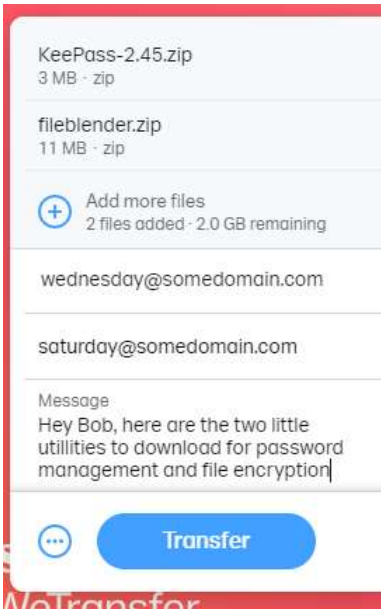 KeePass-2.45.zip
3 MB · zip
fileblender.zip
11 MB · zip
Add more files
2 files added · 2.0 GB remaining
wednesday@somedomain.com
saturday@somedomain.com
Message
Hey Bob, here are the two little
utillities to download for password
management and file encryption
Transfer
WeTransfer